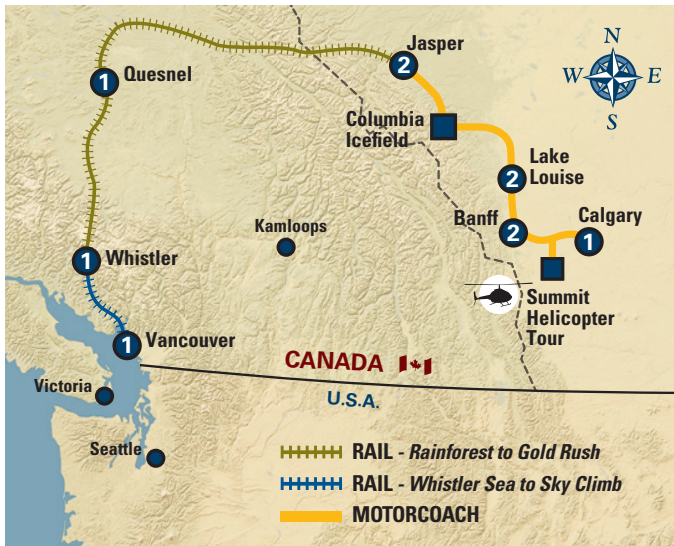 N
W E
S
Jasper
2
Quesnel
1
Columbia
Icefield
Lake
Louise
2
Banff
2
Calgary
1
Kamloops
Whistler
1
Summit
Helicopter
Tour
Vancouver
1
CANADA
U.S.A.
Victoria
Seattle
RAIL - Rainforest to Gold Rush
RAIL - Whistler Sea to Sky Climb
MOTORCOACH